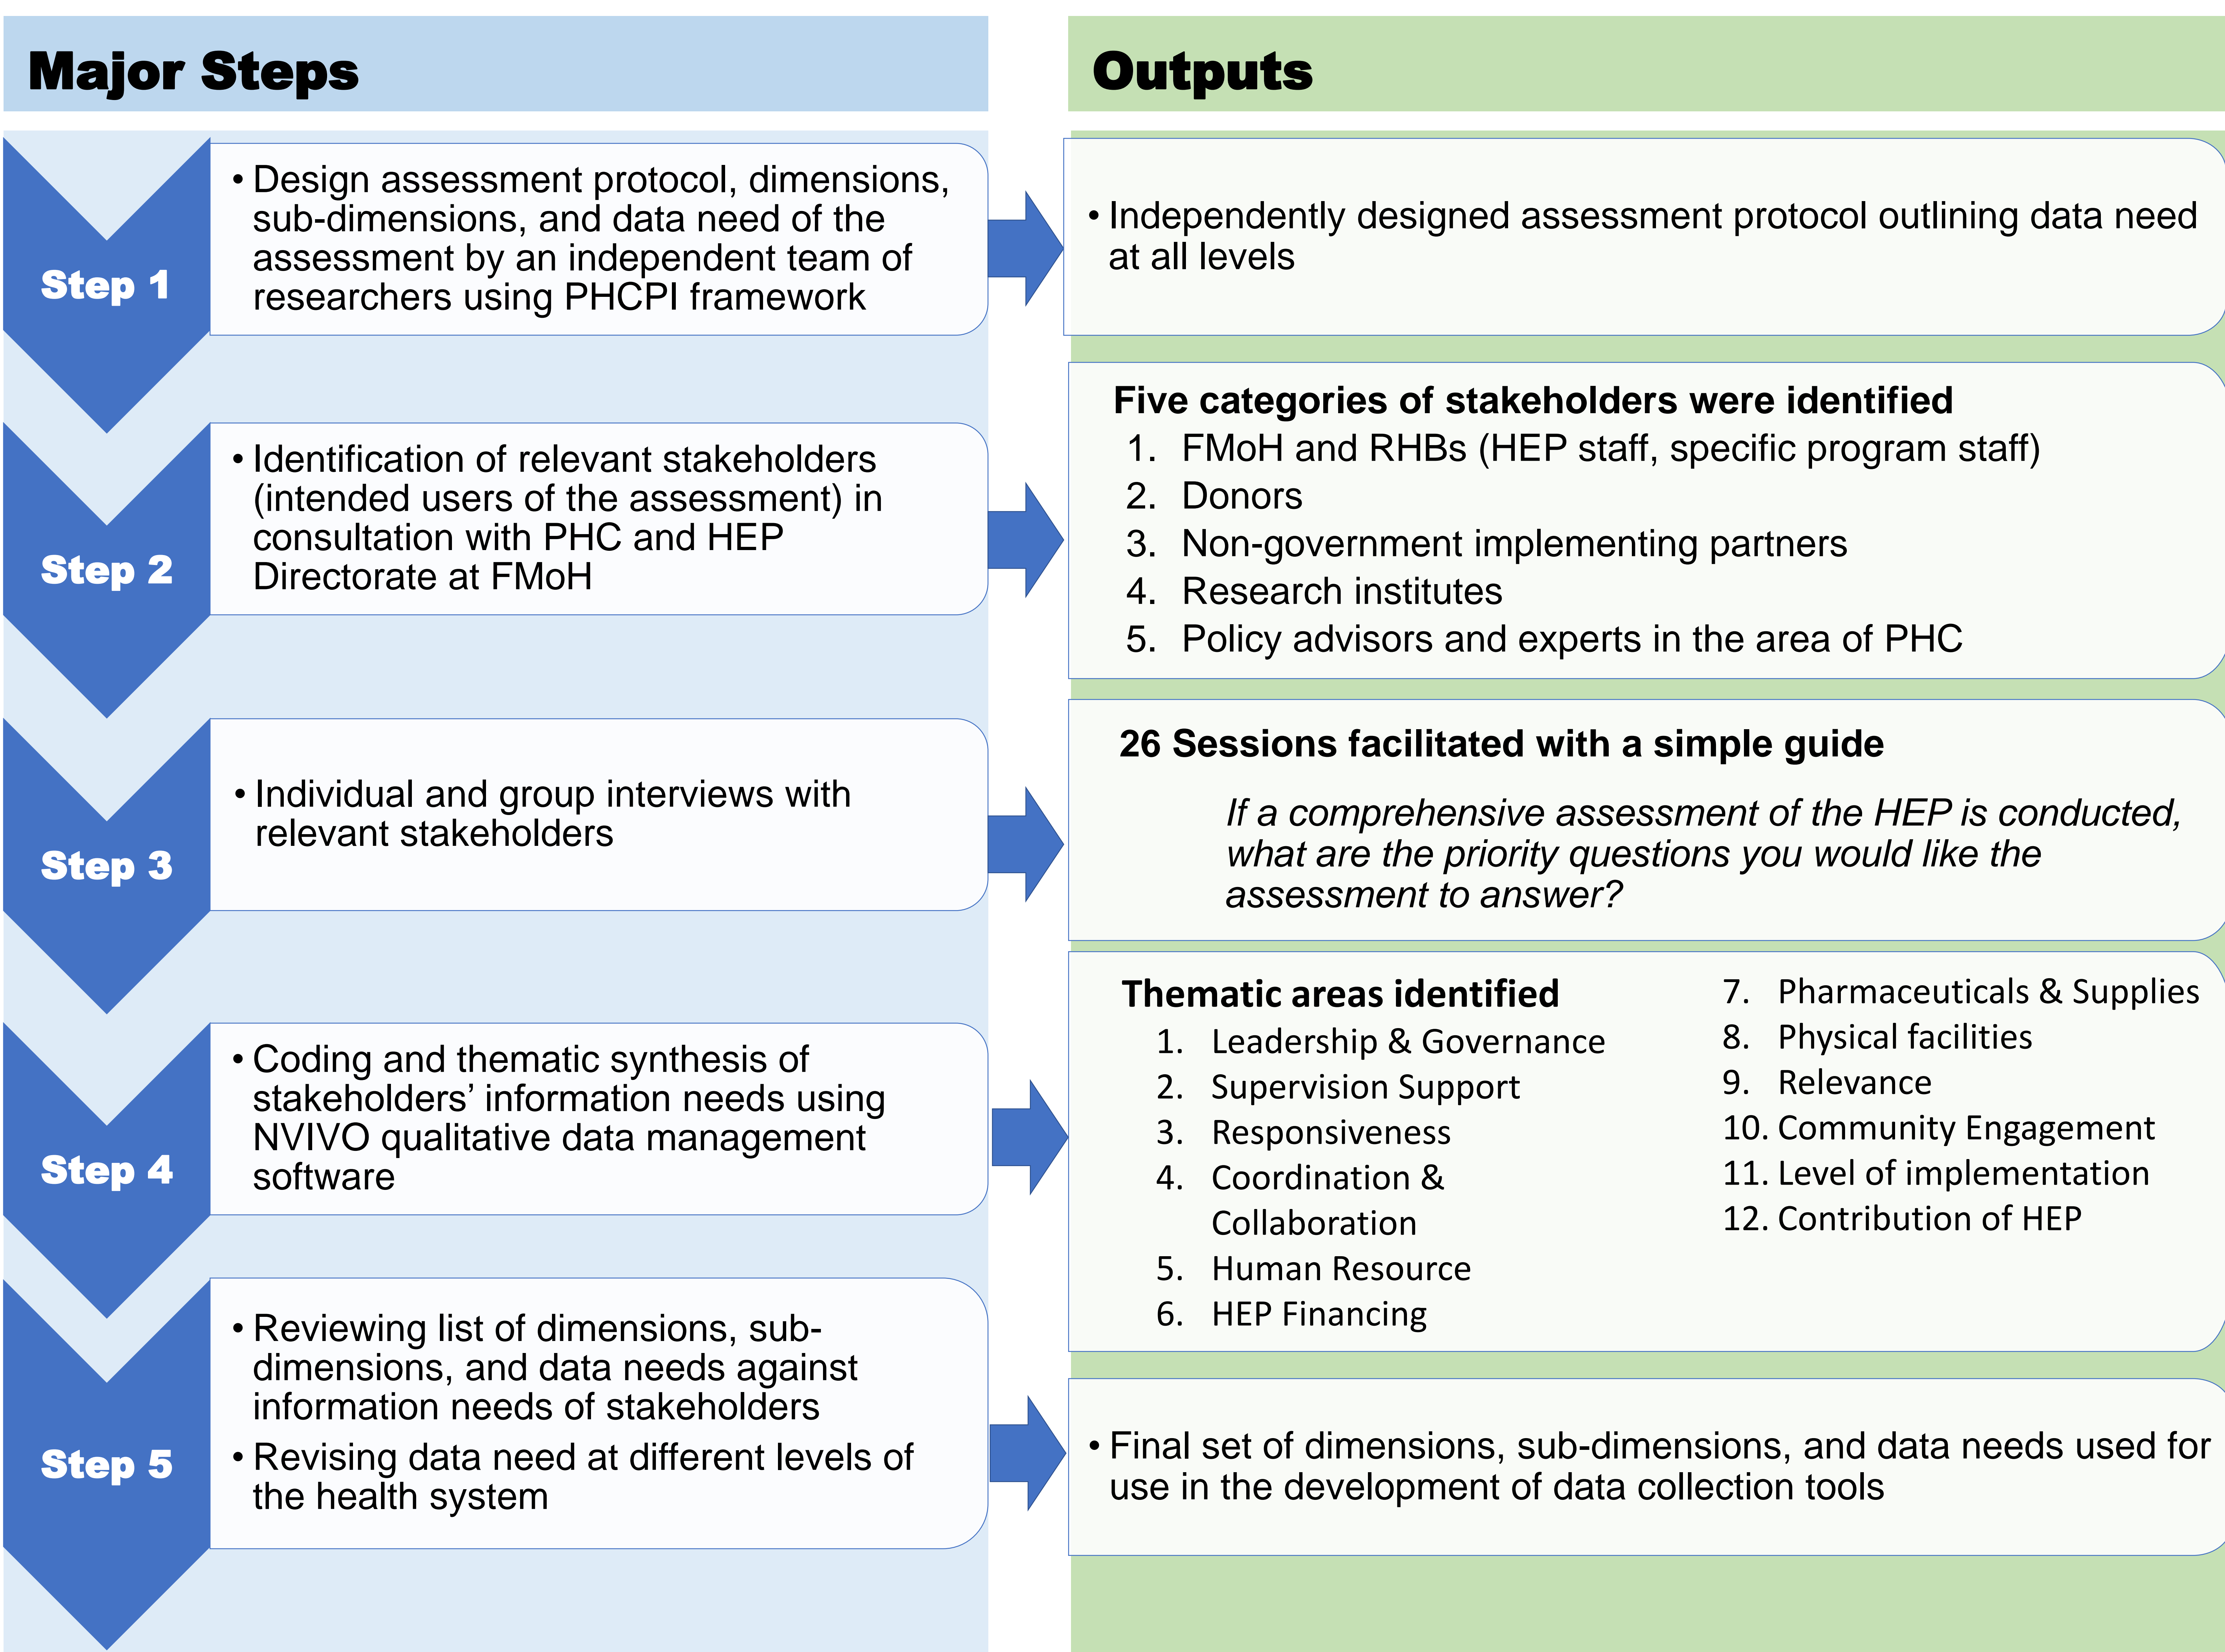 Major Steps
Outputs
Step 1
• Design assessment protocol, dimensions,
sub-dimensions, and data need of the
assessment by an independent team of
researchers using PHCPI framework
• Independently designed assessment protocol outlining data need
at all levels
Step 2
• Identification of relevant stakeholders
(intended users of the assessment) in
consultation with PHC and HEP
Directorate at FMoH
Five categories of stakeholders were identified
1. FMoH and RHBs (HEP staff, specific program staff)
2. Donors
3. Non-government implementing partners
4. Research institutes
5. Policy advisors and experts in the area of PHC
Step 3
• Individual and group interviews with
relevant stakeholders
26 Sessions facilitated with a simple guide
If a comprehensive assessment of the HEP is conducted,
what are the priority questions you would like the
assessment to answer?
Step 4
• Coding and thematic synthesis of
stakeholders’ information needs using
NVIVO qualitative data management
software
Thematic areas identified
1. Leadership & Governance
2. Supervision Support
3. Responsiveness
4. Coordination &
Collaboration
5. Human Resource
6. HEP Financing
7. Pharmaceuticals & Supplies
8. Physical facilities
9. Relevance
10. Community Engagement
11. Level of implementation
12. Contribution of HEP
Step 5
• Reviewing list of dimensions, sub-
dimensions, and data needs against
information needs of stakeholders
• Revising data need at different levels of
the health system
• Final set of dimensions, sub-dimensions, and data needs used for
use in the development of data collection tools